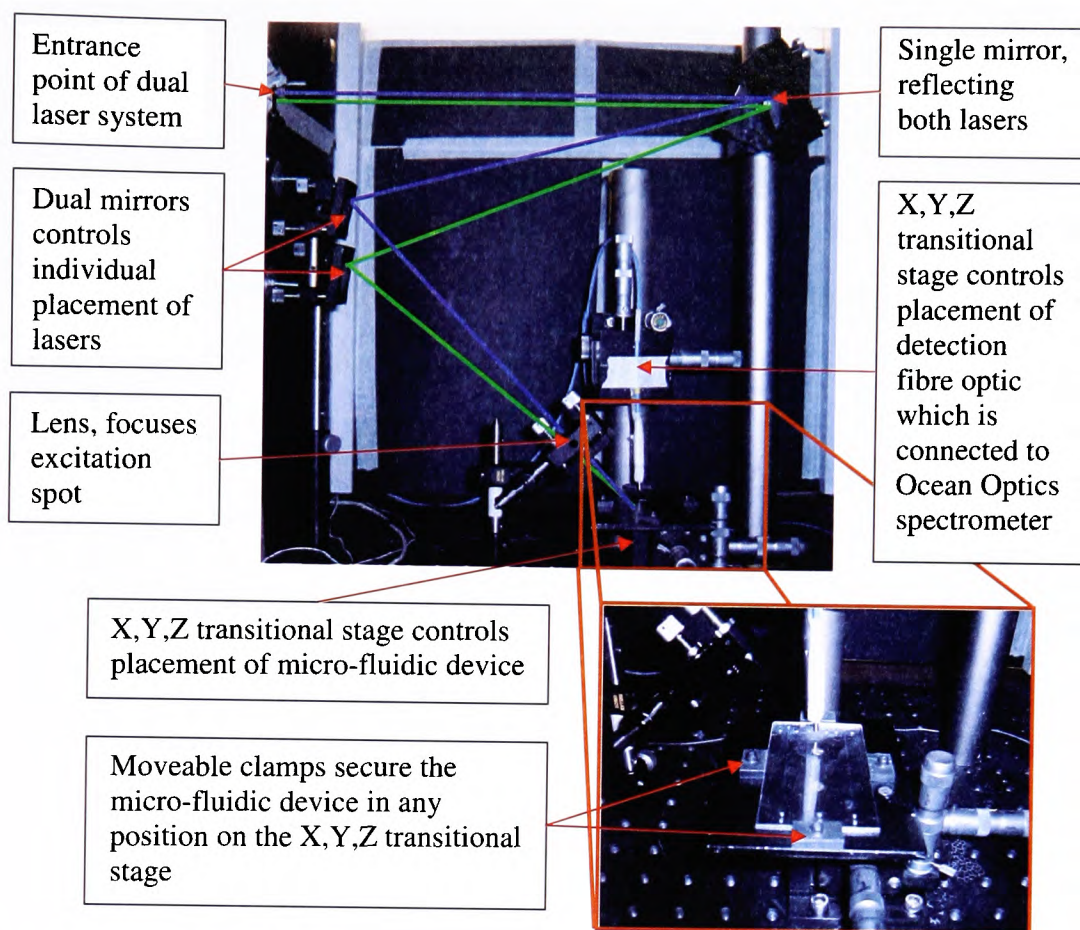 Entrance
point of dual
laser system
Single mirror,
reflecting
both lasers
Dual mirrors
controls
individual
placement of
lasers
X,Y,Z
transitional
stage controls
placement of
detection
fibre optic
which is
connected to
Ocean Optics
spectrometer
Lens, focuses
excitation
spot
X,Y,Z transitional stage controls
placement of micro-fluidic device
Moveable clamps secure the
micro-fluidic device in any
position on the X,Y,Z transitional
stage